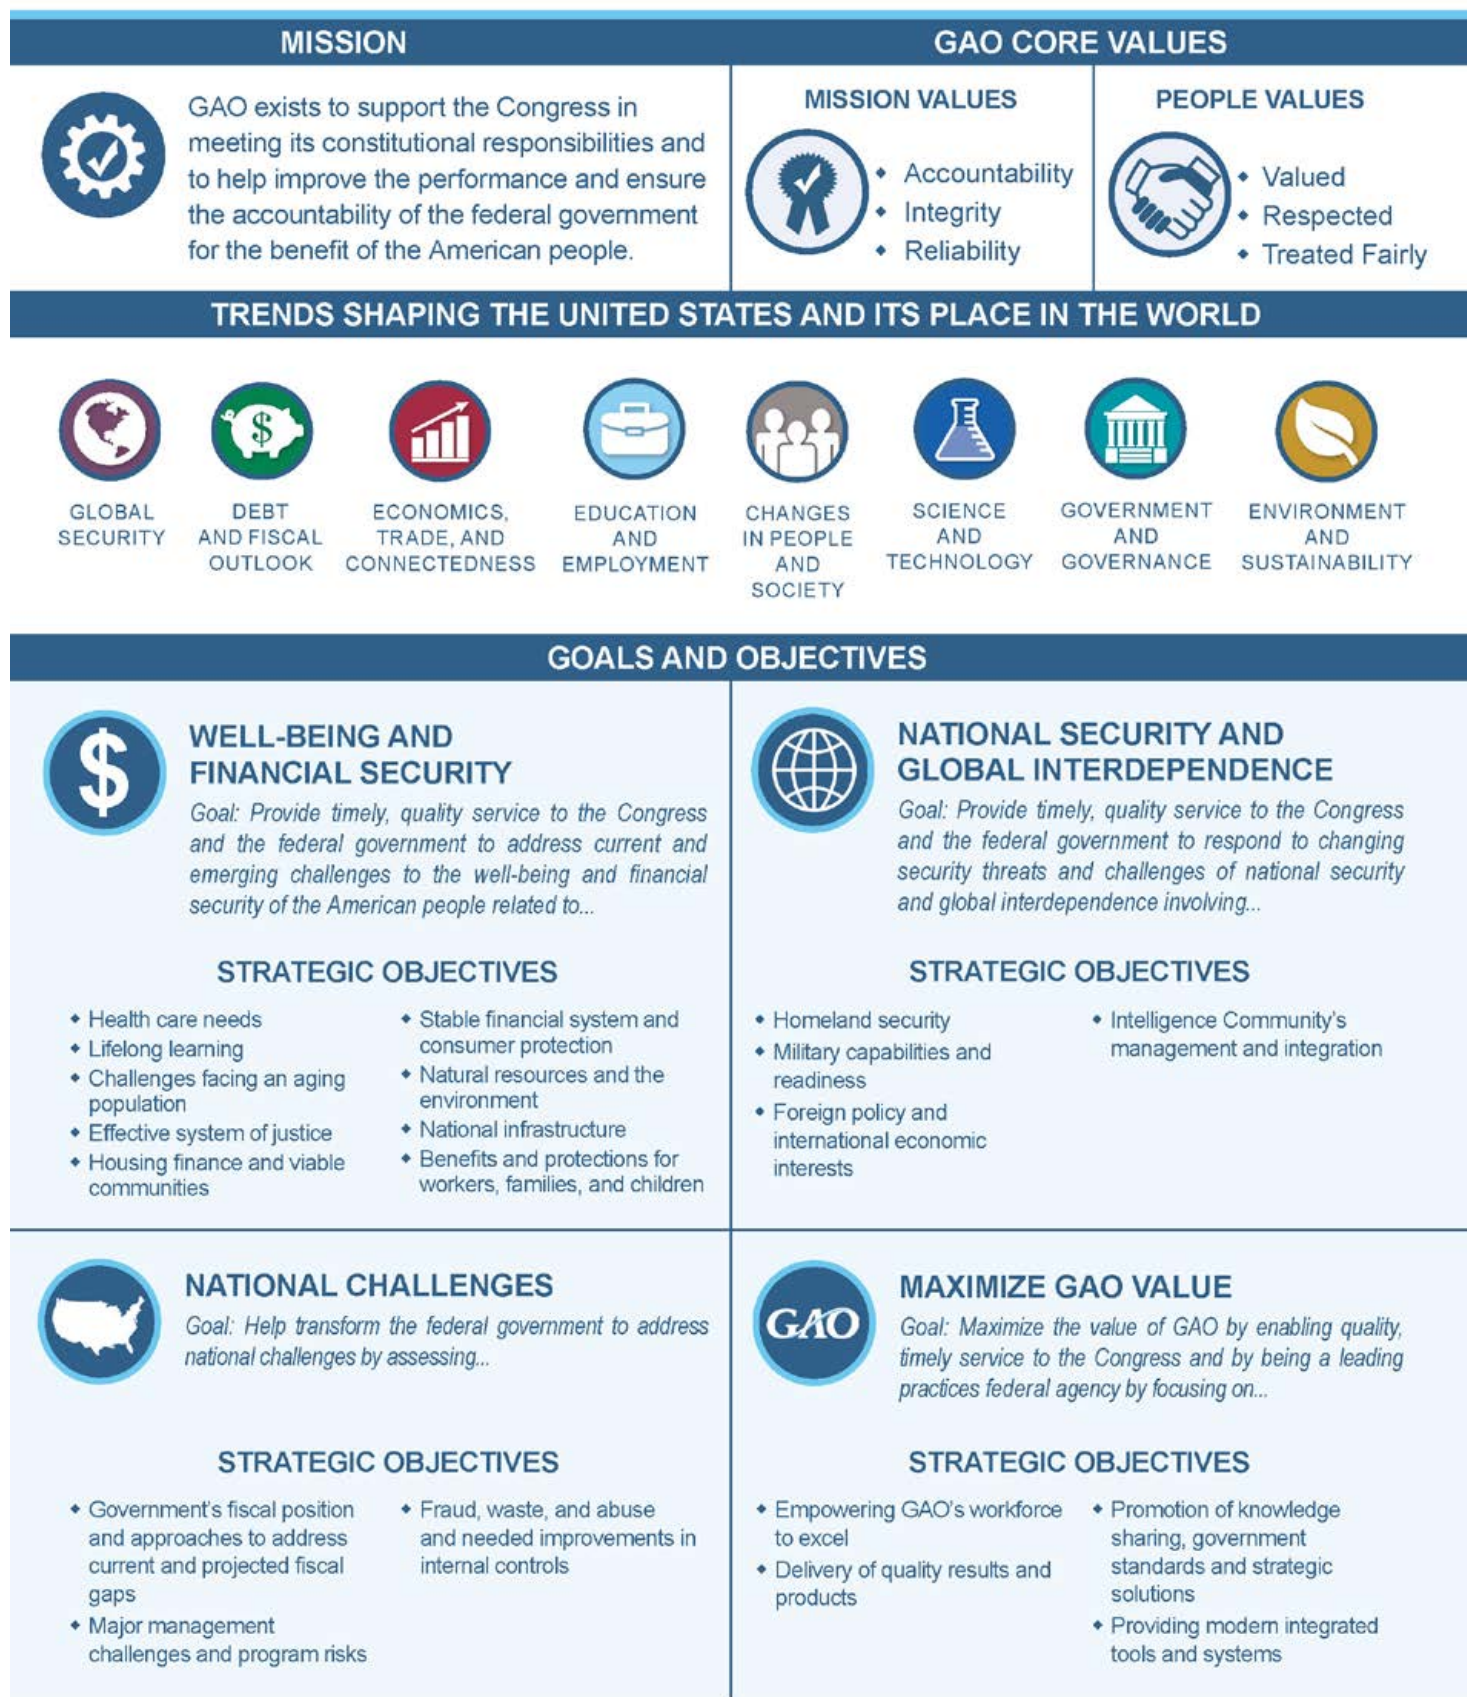 MISSION
GAO exists to support the Congress in
meeting its constitutional responsibilities and
to help improve the performance and ensure
the accountability of the federal government
for the benefit of the American people.
GAO CORE VALUES
MISSION VALUES
• Accountability
• Integrity
• Reliability
PEOPLE VALUES
• Valued
• Respected
• Treated Fairly
TRENDS SHAPING THE UNITED STATES AND ITS PLACE IN THE WORLD
$
GLOBAL
SECURITY
DEBT
AND FISCAL
OUTLOOK
ECONOMICS,
TRADE, AND
CONNECTEDNESS
EDUCATION
AND
EMPLOYMENT
CHANGES
IN PEOPLE
AND
SOCIETY
SCIENCE
AND
TECHNOLOGY
GOVERNMENT
AND
GOVERNANCE
ENVIRONMENT
AND
SUSTAINABILITY
GOALS AND OBJECTIVES
$
WELL-BEING AND
FINANCIAL SECURITY
Goal: Provide timely, quality service to the Congress
and the federal government to address current and
emerging challenges to the well-being and financial
security of the American people related to...
STRATEGIC OBJECTIVES
• Health care needs
• Lifelong learning
• Challenges facing an aging
population
• Effective system of justice
• Housing finance and viable
communities
• Stable financial system and
consumer protection
• Natural resources and the
environment
• National infrastructure
• Benefits and protections for
workers, families, and children
NATIONAL SECURITY AND
GLOBAL INTERDEPENDENCE
Goal: Provide timely, quality service to the Congress
and the federal government to respond to changing
security threats and challenges of national security
and global interdependence involving...
STRATEGIC OBJECTIVES
• Homeland security
• Military capabilities and
readiness
• Foreign policy and
international economic
interests
• Intelligence Community's
management and integration
NATIONAL CHALLENGES
Goal: Help transform the federal government to address
national challenges by assessing...
STRATEGIC OBJECTIVES
• Government's fiscal position
and approaches to address
current and projected fiscal
gaps
• Major management
challenges and program risks
• Fraud, waste, and abuse
and needed improvements in
internal controls
GAO
MAXIMIZE GAO VALUE
Goal: Maximize the value of GAO by enabling quality,
timely service to the Congress and by being a leading
practices federal agency by focusing on...
STRATEGIC OBJECTIVES
• Empowering GAO's workforce
to excel
• Delivery of quality results and
products
• Promotion of knowledge
sharing, government
standards and strategic
solutions
• Providing modern integrated
tools and systems